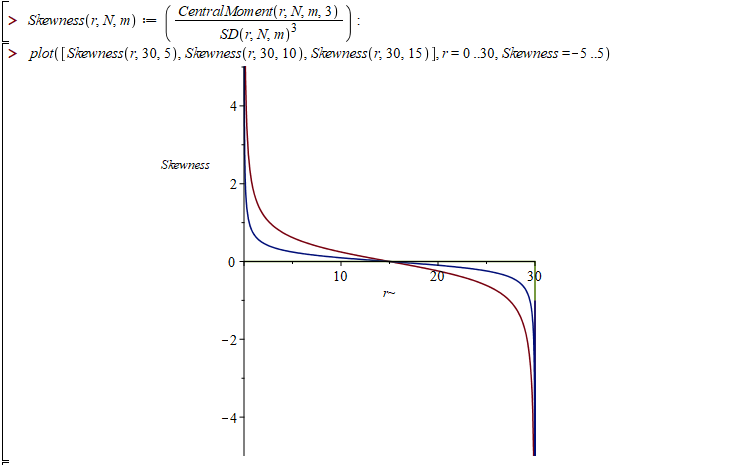 > Skewness(r, N, m) := (CentralMoment(r, N, m, 3) / SD(r, N, m)^3) :
> plot([Skewness(r, 30, 5), Skewness(r, 30, 10), Skewness(r, 30, 15)], r = 0 ..30, Skewness = -5 ..5)
4
Skewness
2
0
10 20 30
r~
-2
-4